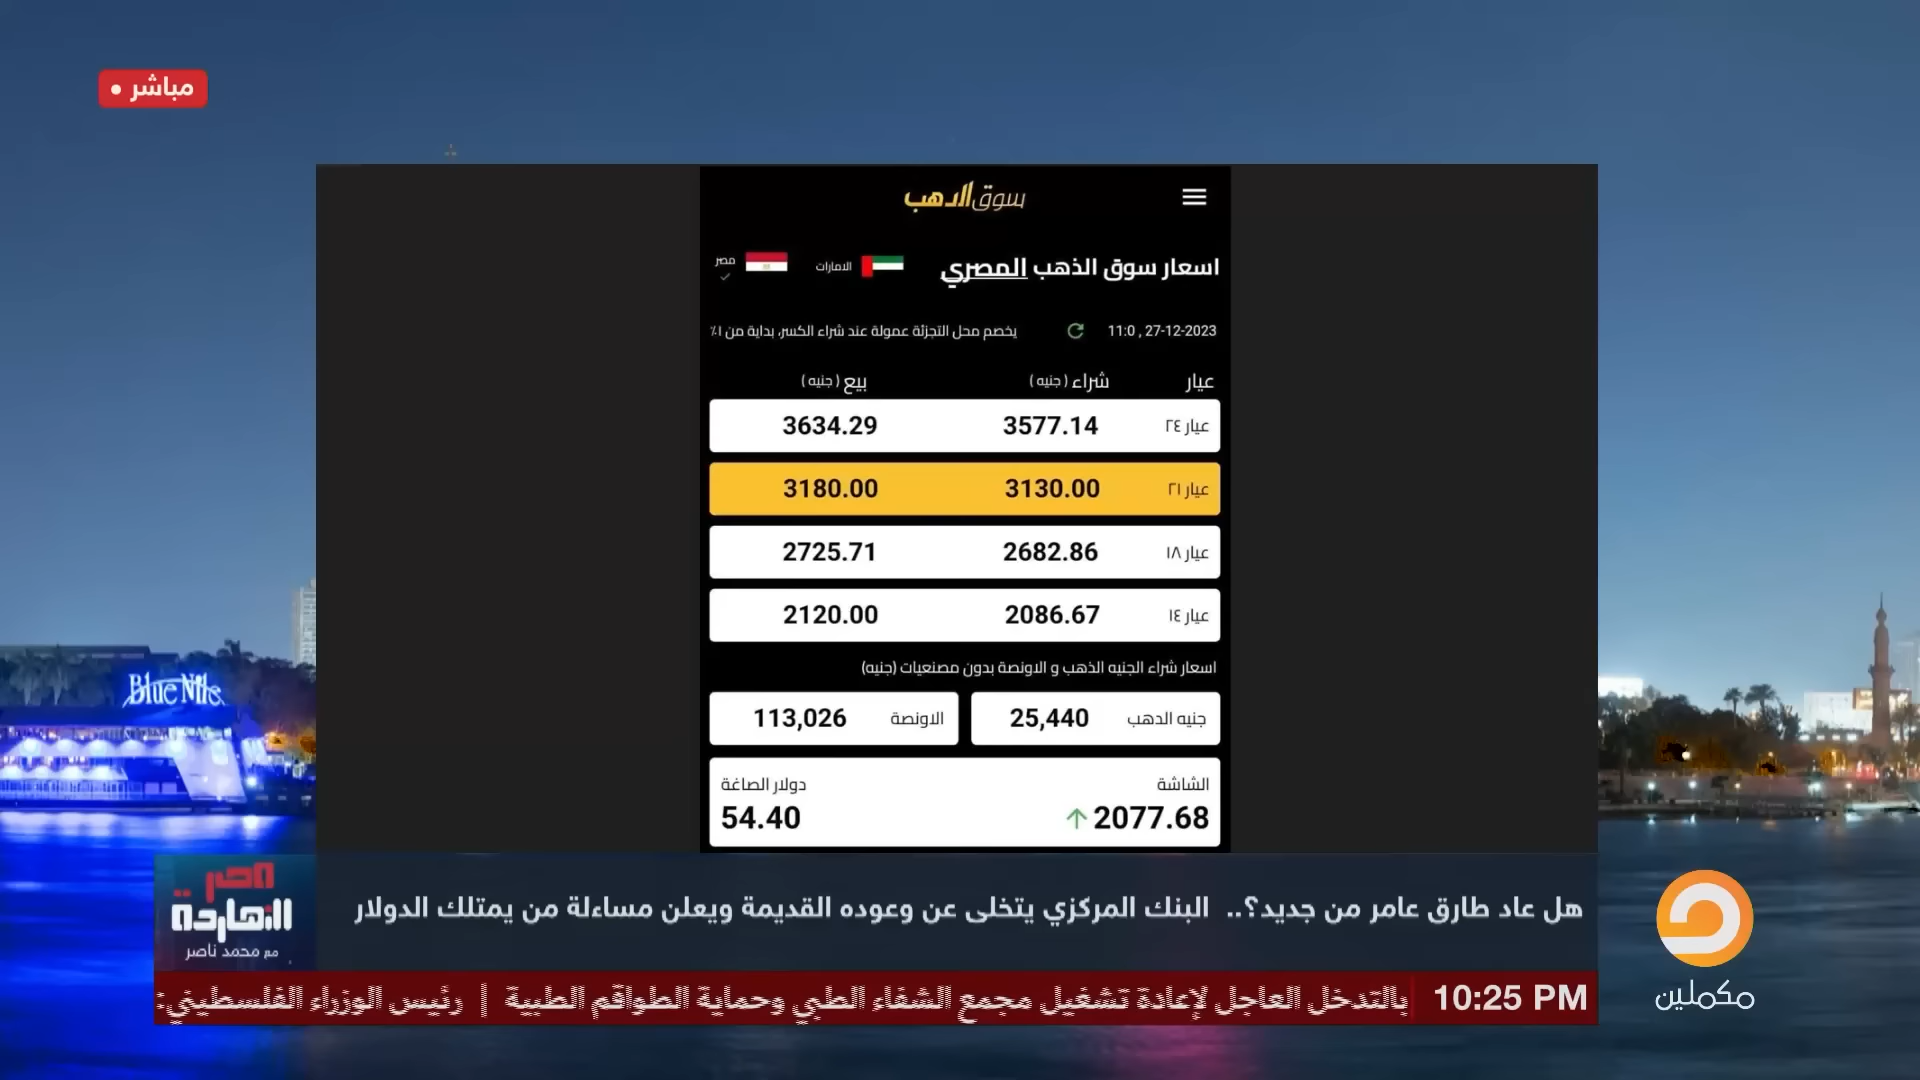 مباشر
سوق الدهب
اسعار سوق الذهب المصري
الامارات
مصر
27-12-2023 , 11:0
يخصم محل التجزئة عمولة عند شراء الكسر، بداية من ١٪
عيار شراء ( جنيه ) بيع ( جنيه )
عيار ٢٤ 3577.14 3634.29
عيار ٢١ 3130.00 3180.00
عيار ١٨ 2682.86 2725.71
عيار ١٤ 2086.67 2120.00
اسعار شراء الجنيه الذهب و الاونصة بدون مصنعيات (جنيه)
جنيه الدهب 25,440 الاونصة 113,026
الشاشة دولار الصاغة
2077.68 54.40
Blue Nile
هل عاد طارق عامر من جديد؟.. البنك المركزي يتخلى عن وعوده القديمة ويعلن مساءلة من يمتلك الدولار
مصر
النهاردة
مع محمد ناصر
10:25 PM
بالتدخل العاجل لإعادة تشغيل مجمع الشفاء الطبي وحماية الطواقم الطبية | رئيس الوزراء الفلسطيني:
مكملين